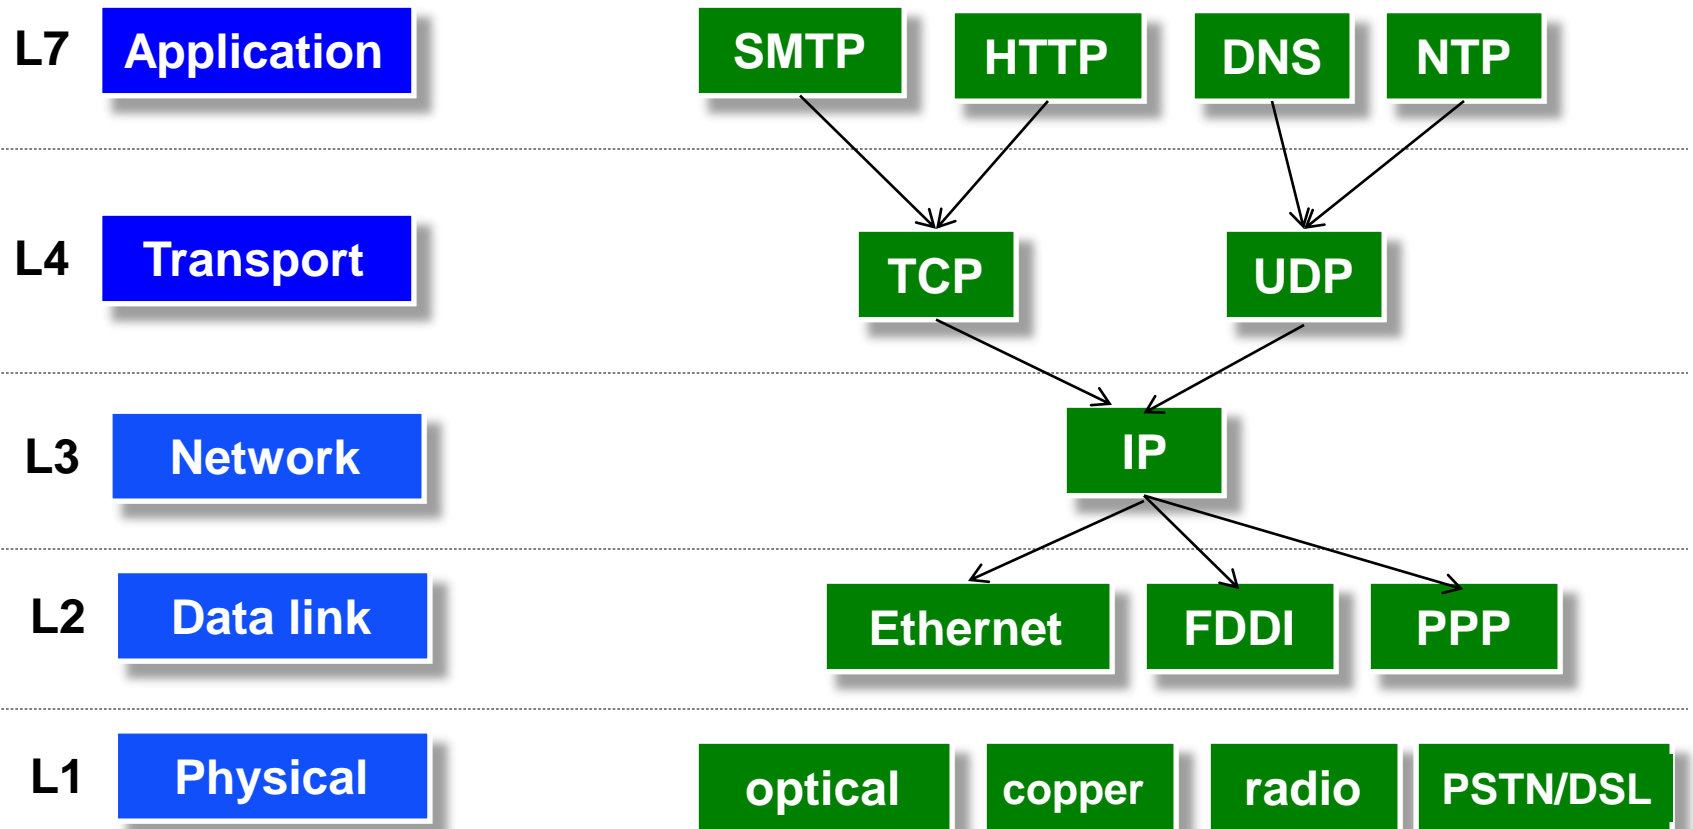 L7 Application SMTP HTTP DNS NTP
L4 Transport TCP UDP
L3 Network IP
L2 Data link Ethernet FDDI PPP
L1 Physical optical copper radio PSTN/DSL